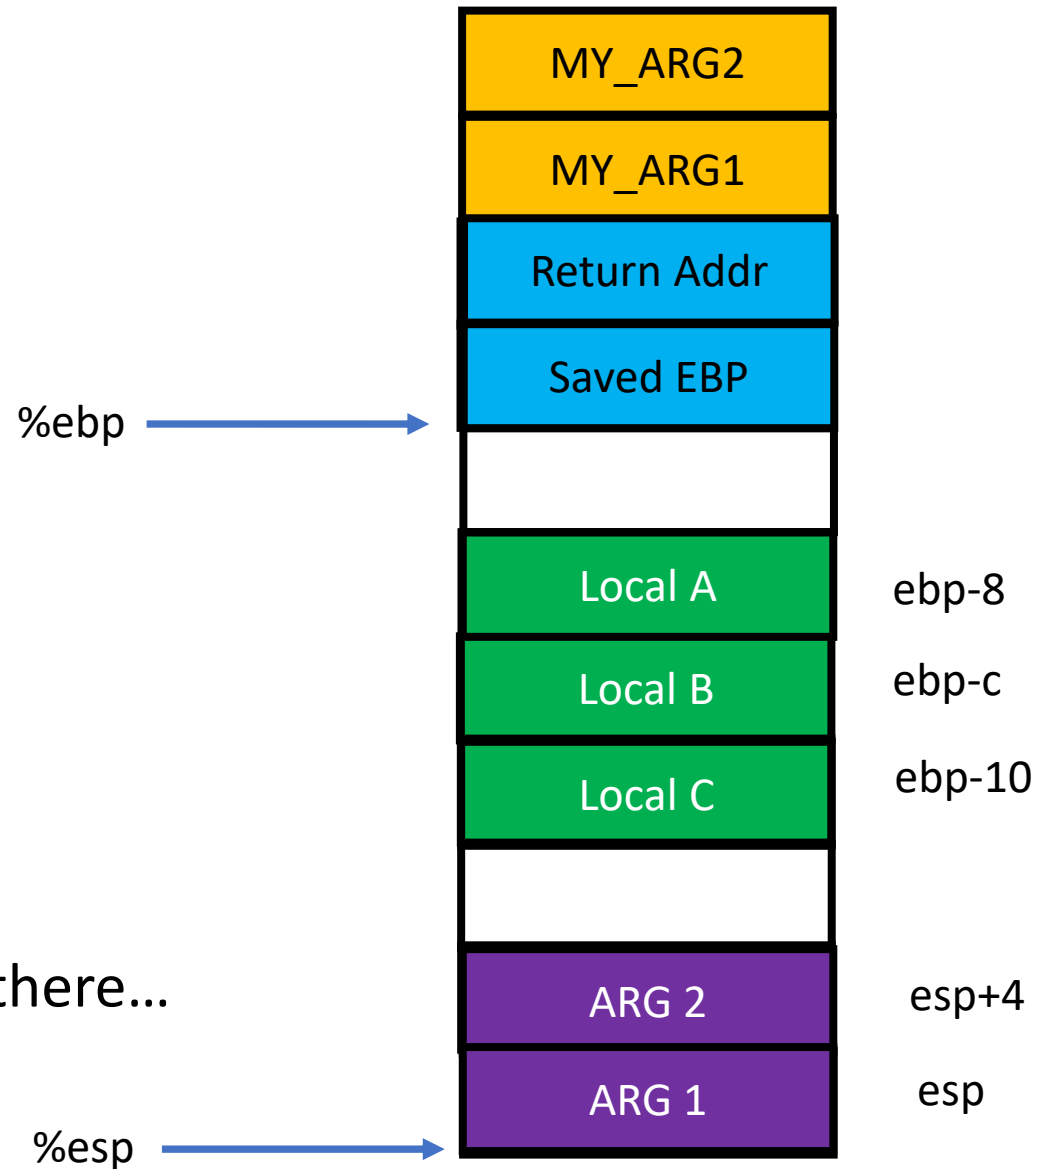 MY_ARG2
MY_ARG1
Return Addr
Saved EBP
%ebp
Local A
ebp-8
Local B
ebp-c
Local C
ebp-10
there…
ARG 2
esp+4
ARG 1
esp
%esp